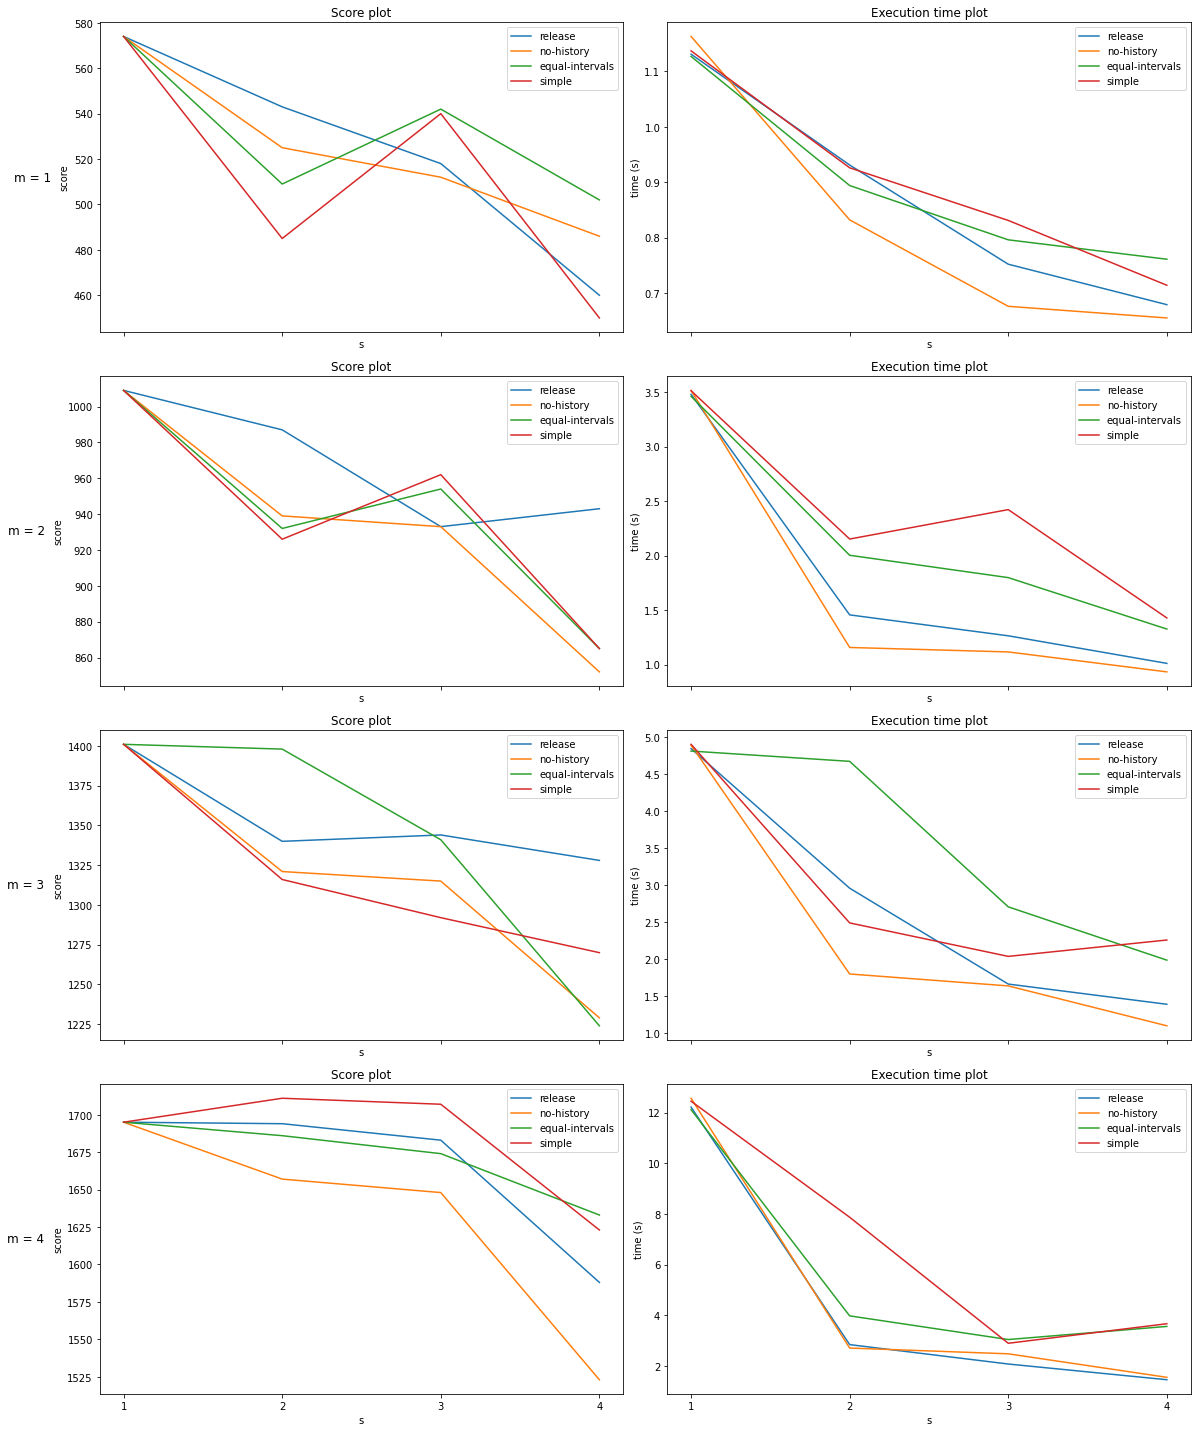 Score plot
580
560
540
520
500
480
460
score
s
m = 1
release
no-history
equal-intervals
simple
Execution time plot
1.1
1.0
0.9
0.8
0.7
time (s)
s
release
no-history
equal-intervals
simple
Score plot
1000
980
960
940
920
900
880
860
score
s
m = 2
release
no-history
equal-intervals
simple
Execution time plot
3.5
3.0
2.5
2.0
1.5
1.0
time (s)
s
release
no-history
equal-intervals
simple
Score plot
1400
1375
1350
1325
1300
1275
1250
1225
score
s
m = 3
release
no-history
equal-intervals
simple
Execution time plot
5.0
4.5
4.0
3.5
3.0
2.5
2.0
1.5
1.0
time (s)
s
release
no-history
equal-intervals
simple
Score plot
1700
1675
1650
1625
1600
1575
1550
1525
score
1 2 3 4
s
m = 4
release
no-history
equal-intervals
simple
Execution time plot
12
10
8
6
4
2
time (s)
1 2 3 4
s
release
no-history
equal-intervals
simple